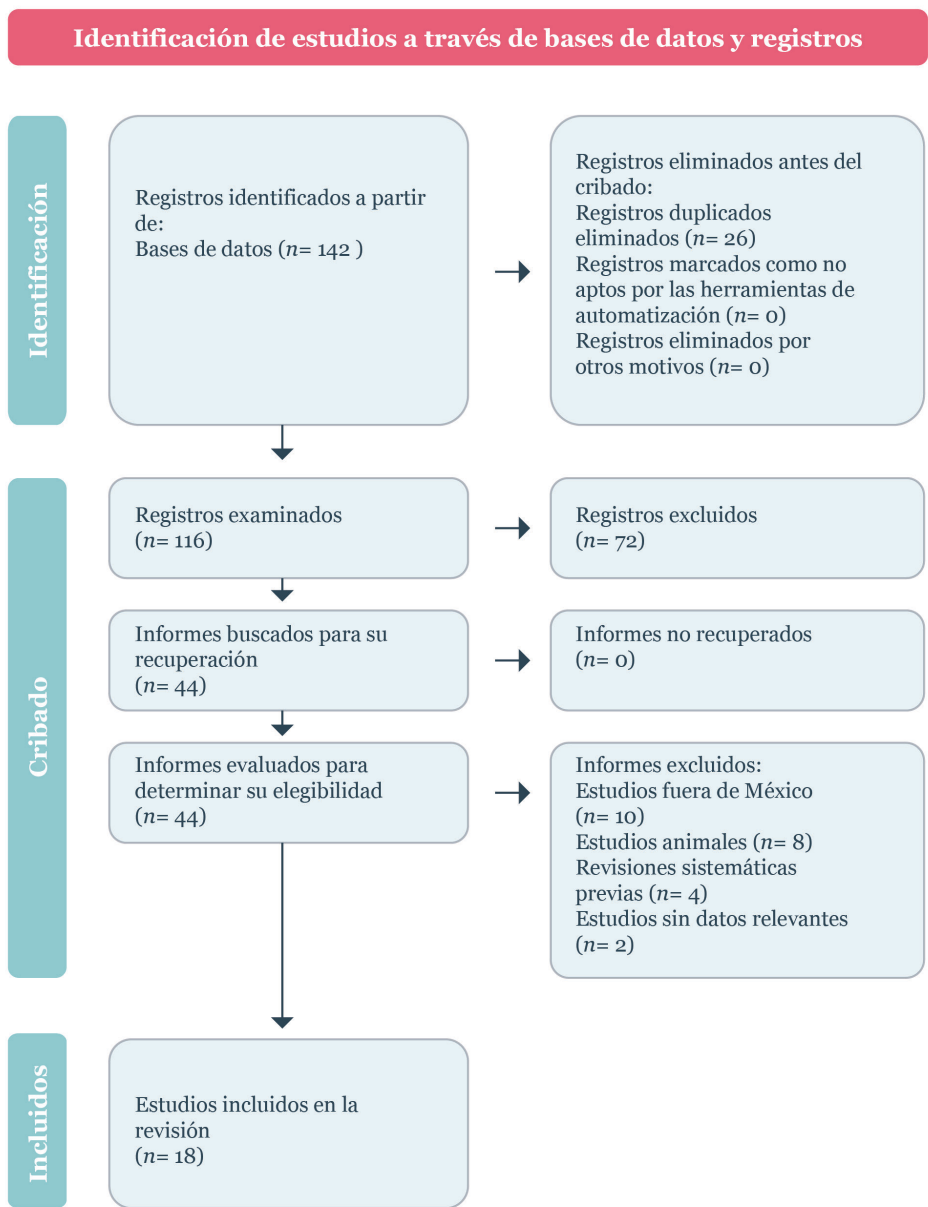 Identificación de estudios a través de bases de datos y registros
Identificación
Registros identificados a partir
de:
Bases de datos (n= 142 )
Registros eliminados antes del
cribado:
Registros duplicados
eliminados (n= 26)
Registros marcados como no
aptos por las herramientas de
automatización (n= 0)
Registros eliminados por
otros motivos (n= 0)
Cribado
Registros examinados
(n= 116)
Registros excluidos
(n= 72)
Informes buscados para su
recuperación
(n= 44)
Informes no recuperados
(n= 0)
Informes evaluados para
determinar su elegibilidad
(n= 44)
Informes excluidos:
Estudios fuera de México
(n= 10)
Estudios animales (n= 8)
Revisiones sistemáticas
previas (n= 4)
Estudios sin datos relevantes
(n= 2)
Incluidos
Estudios incluidos en la
revisión
(n= 18)